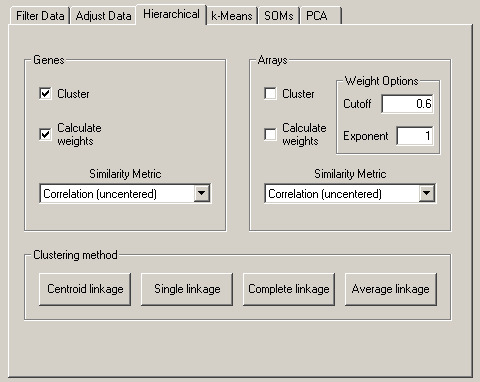 Filter Data Adjust Data Hierarchical k-Means SOMs PCA
Genes
Cluster
Calculate
weights
Similarity Metric
Correlation (uncentered)
Arrays
Cluster
Calculate
weights
Weight Options
Cutoff 0.6
Exponent 1
Similarity Metric
Correlation (uncentered)
Clustering method
Centroid linkage Single linkage Complete linkage Average linkage